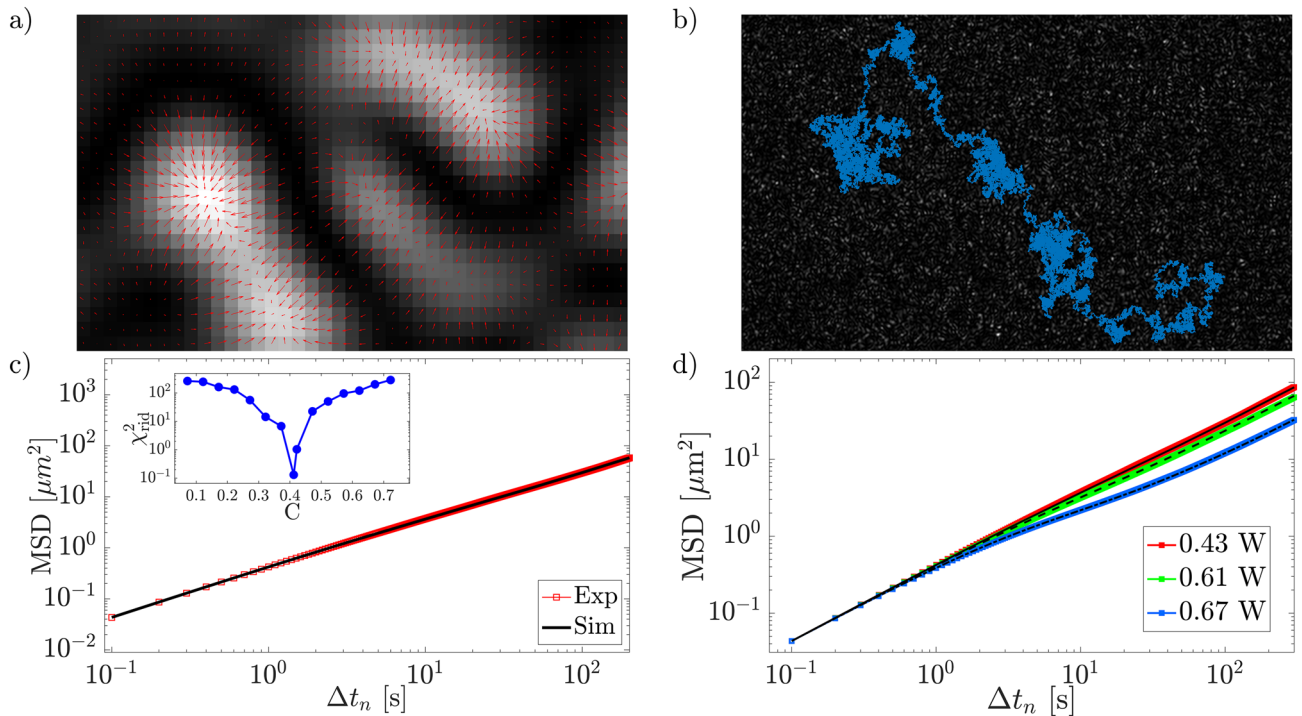 a)
b)
c)
MSD [μm²]
10³
10²
10¹
10⁰
10⁻¹
10⁻²
10⁻¹
10⁰
10¹
10²
Δtₙ [s]
χ²rid
10²
10¹
10⁰
10⁻¹
0.1 0.2 0.3 0.4 0.5 0.6 0.7
C
Exp
Sim
d)
MSD [μm²]
10²
10¹
10⁰
10⁻¹
10⁻¹
10⁰
10¹
10²
Δtₙ [s]
0.43 W
0.61 W
0.67 W